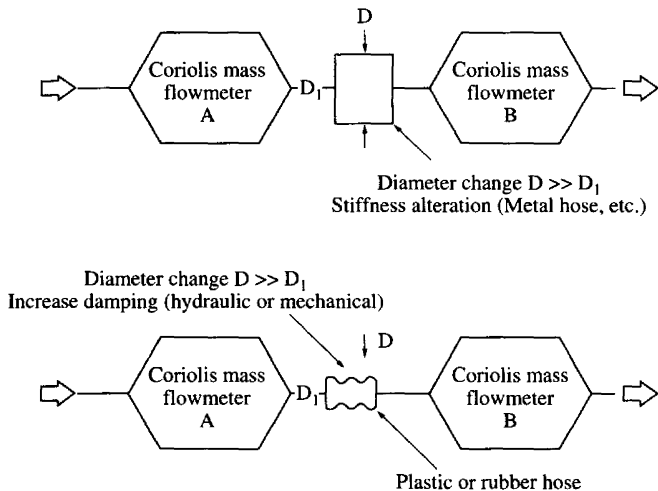 D
Coriolis mass
flowmeter
A
D₁
Coriolis mass
flowmeter
B
Diameter change D >> D₁
Stiffness alteration (Metal hose, etc.)
Diameter change D >> D₁
Increase damping (hydraulic or mechanical)
D
Coriolis mass
flowmeter
A
D₁
Coriolis mass
flowmeter
B
Plastic or rubber hose